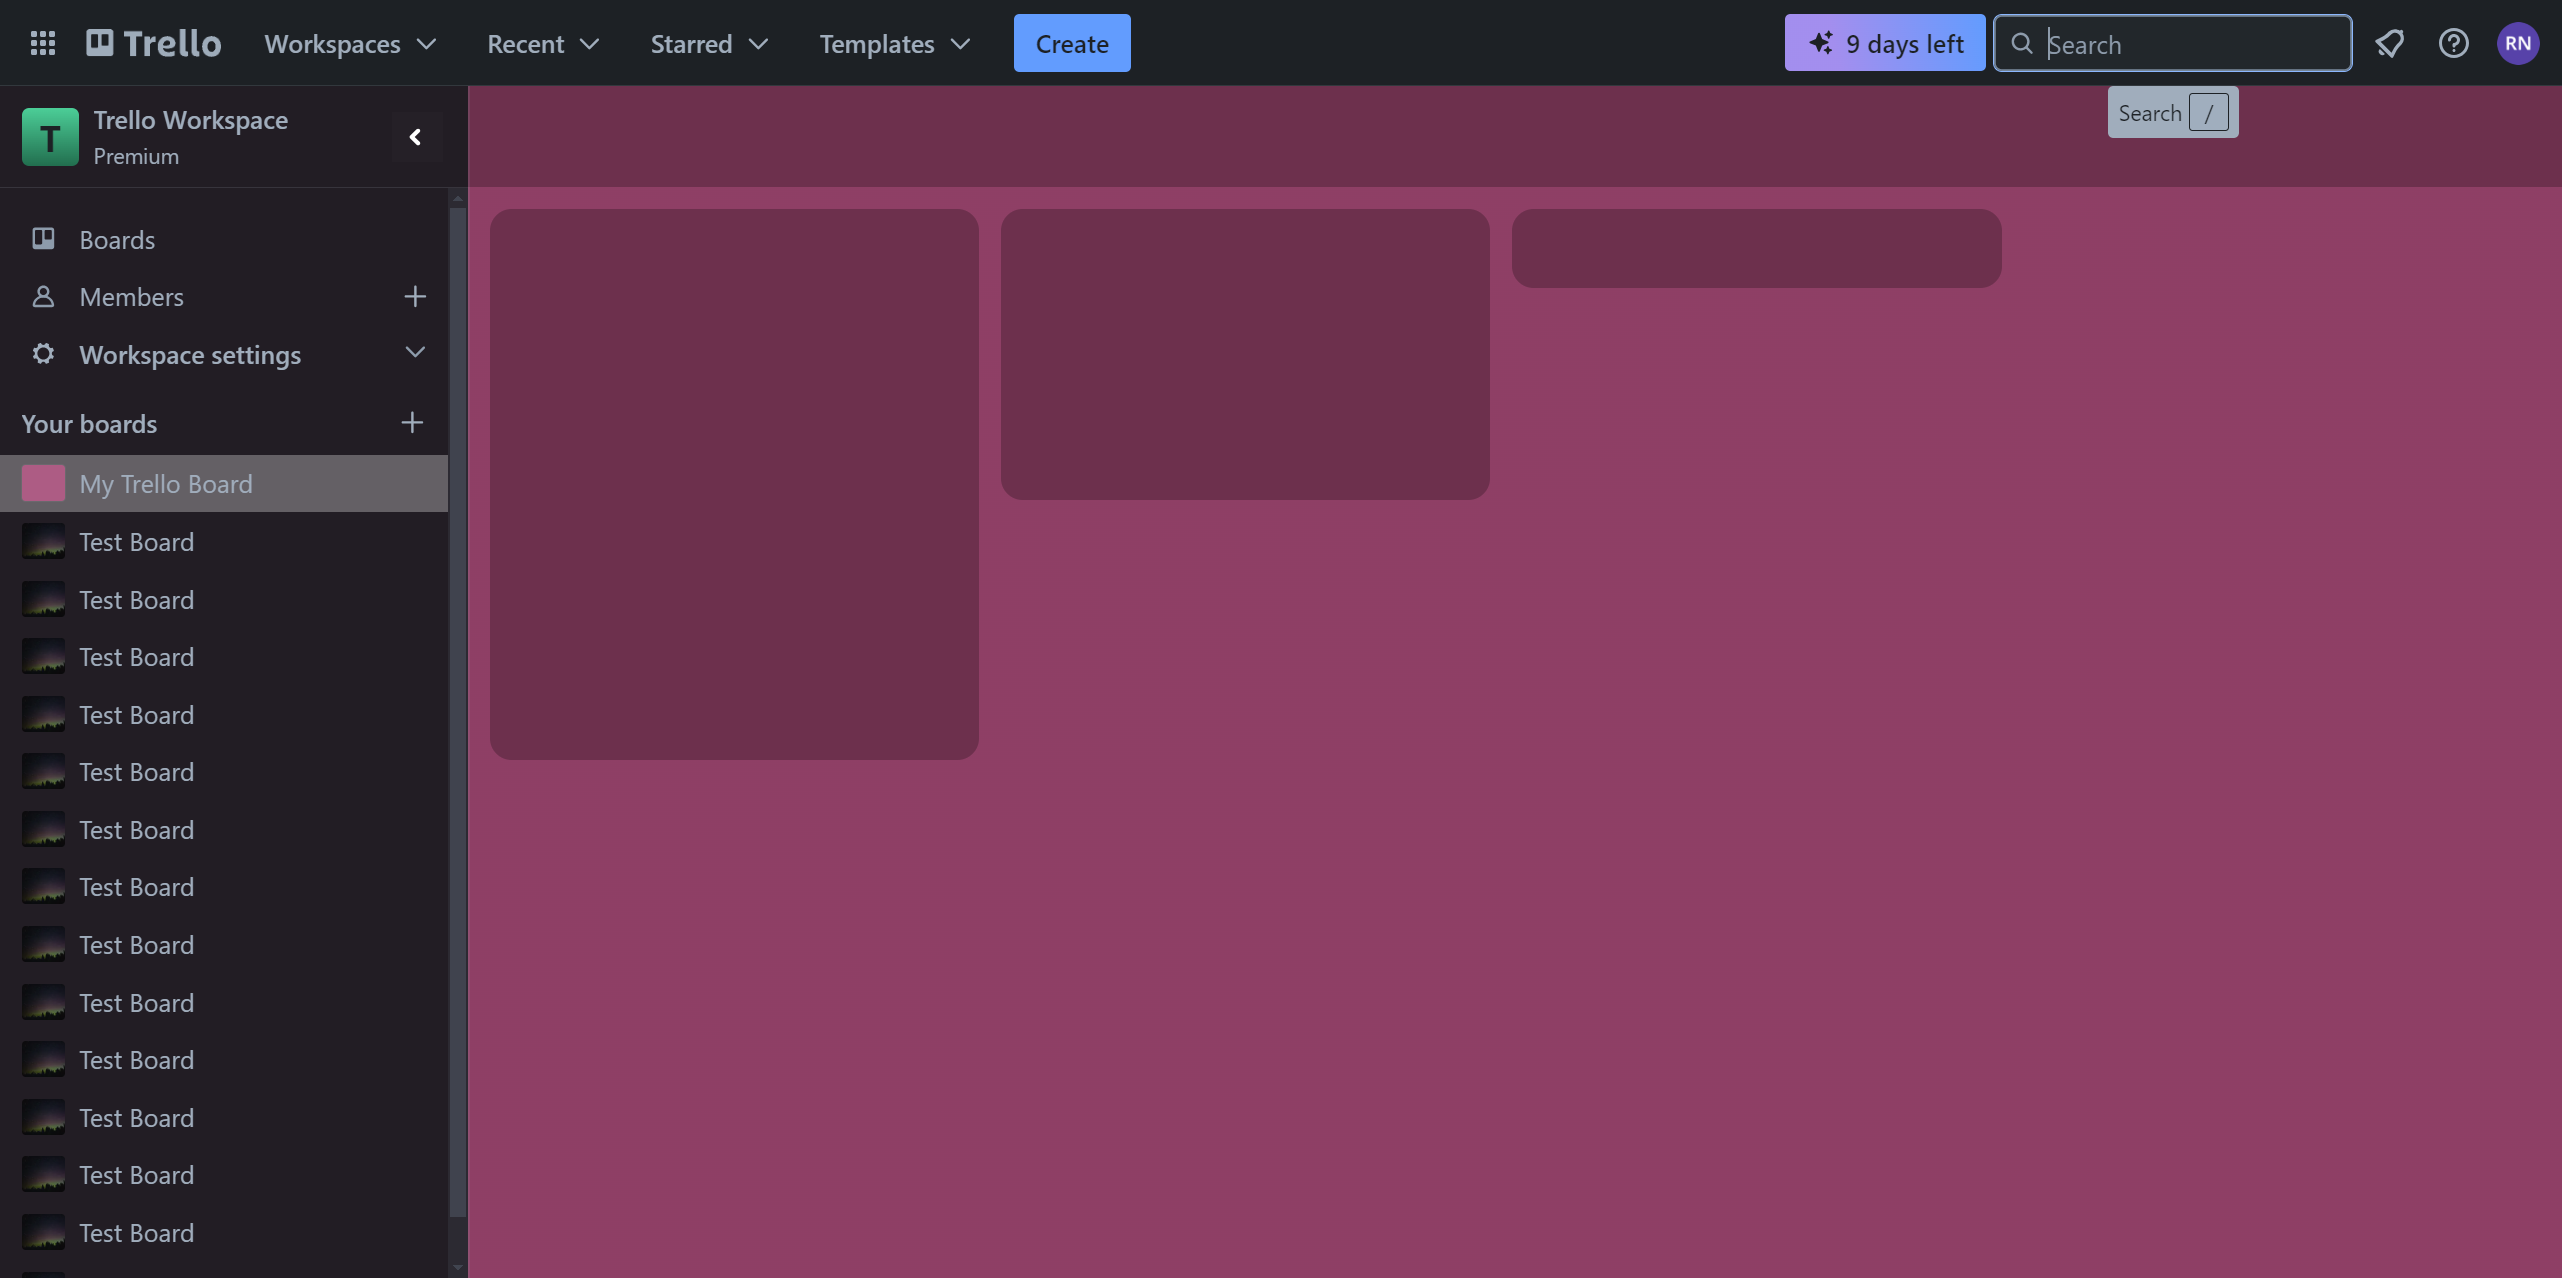 Trello Workspaces Recent Starred Templates Create 9 days left Search RN
T Trello Workspace
Premium
Search /
Boards
Members
Workspace settings
Your boards
My Trello Board
Test Board
Test Board
Test Board
Test Board
Test Board
Test Board
Test Board
Test Board
Test Board
Test Board
Test Board
Test Board
Test Board